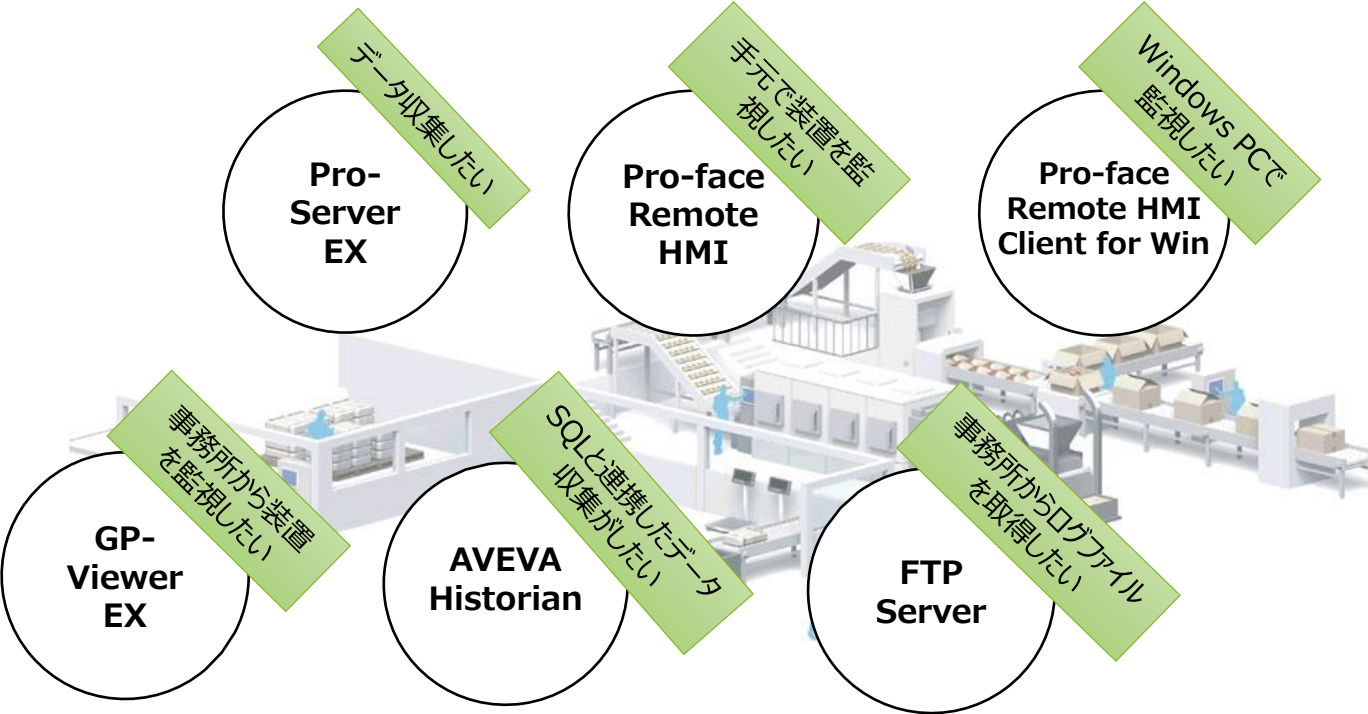 データ収集したい
Pro-
Server
EX
手元で装置を監
視したい
Pro-face
Remote
HMI
Windows PCで
監視したい
Pro-face
Remote HMI
Client for Win
事務所から装置
を監視したい
GP-
Viewer
EX
SQLと連携したデータ
収集がしたい
AVEVA
Historian
事務所からログファイル
を取得したい
FTP
Server